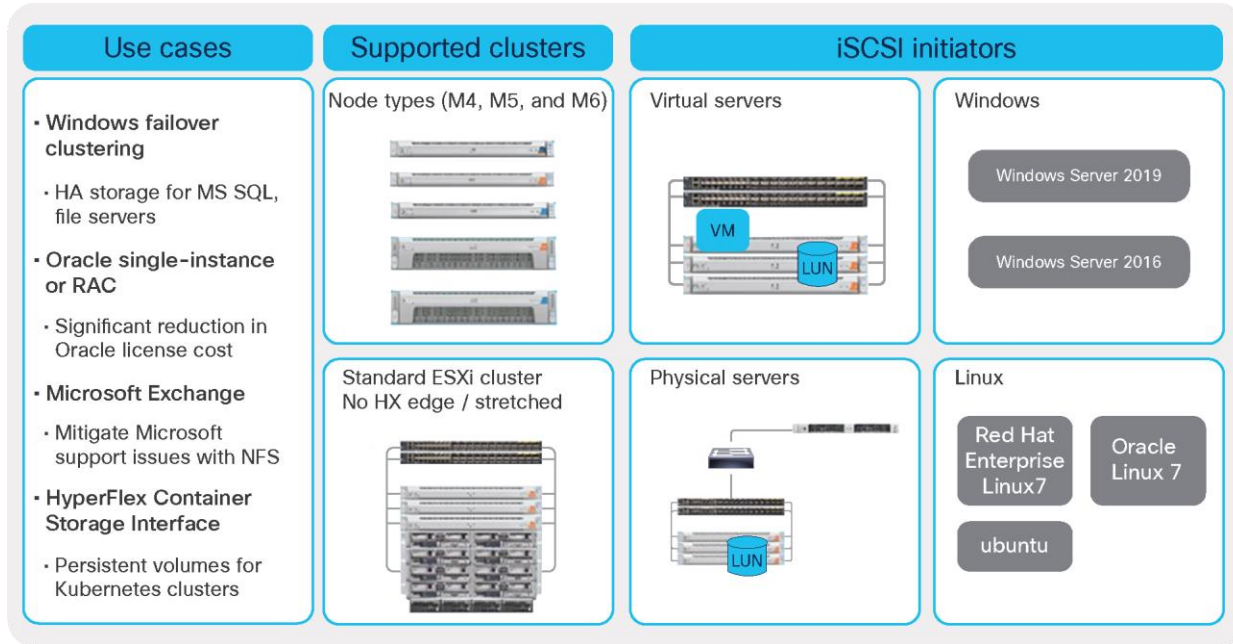 Use cases
Supported clusters
iSCSI initiators
· Windows failover
clustering
· HA storage for MS SQL,
file servers
· Oracle single-instance
or RAC
· Significant reduction in
Oracle license cost
· Microsoft Exchange
· Mitigate Microsoft
support issues with NFS
· HyperFlex Container
Storage Interface
· Persistent volumes for
Kubernetes clusters
Node types (M4, M5, and M6)
Standard ESXi cluster
No HX edge / stretched
Virtual servers
VM
LUN
Physical servers
LUN
Windows
Windows Server 2019
Windows Server 2016
Linux
Red Hat
Enterprise
Linux7
Oracle
Linux 7
ubuntu